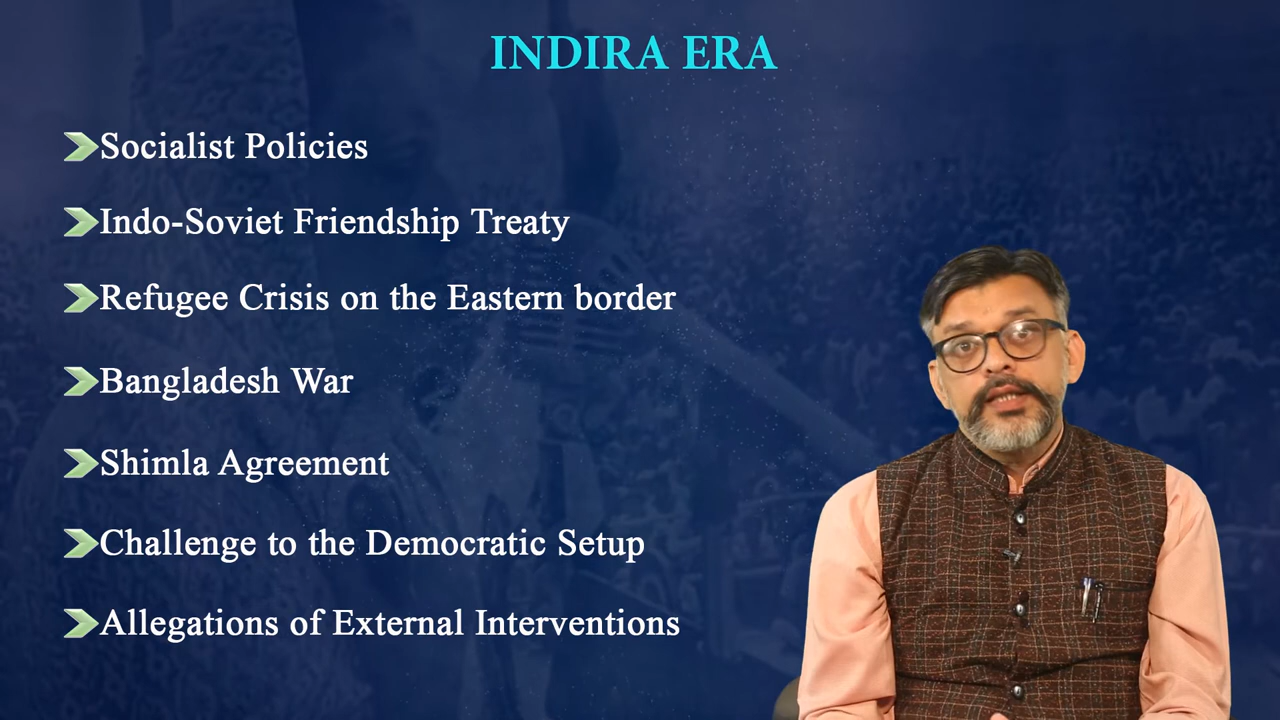 INDIRA ERA
Socialist Policies
Indo-Soviet Friendship Treaty
Refugee Crisis on the Eastern border
Bangladesh War
Shimla Agreement
Challenge to the Democratic Setup
Allegations of External Interventions